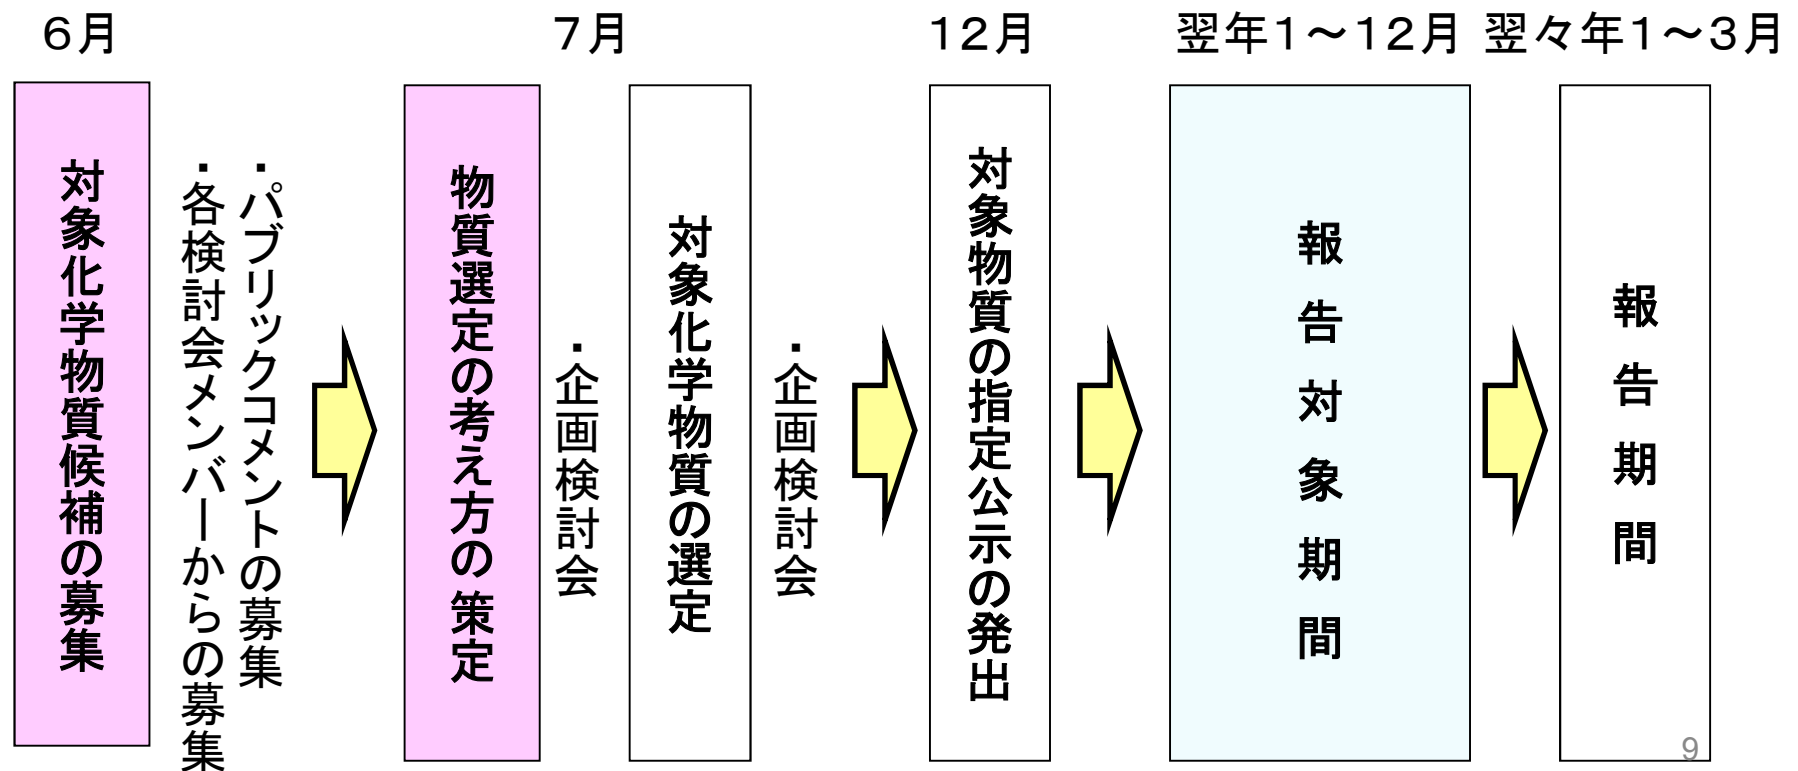 ６月
７月
１２月
翌年１～１２月
翌々年１～３月
対象化学物質候補の募集
・パブリックコメントの募集
・各検討会メンバーからの募集
物質選定の考え方の策定
・企画検討会
対象化学物質の選定
・企画検討会
対象物質の指定公示の発出
報告対象期間
報告期間
9